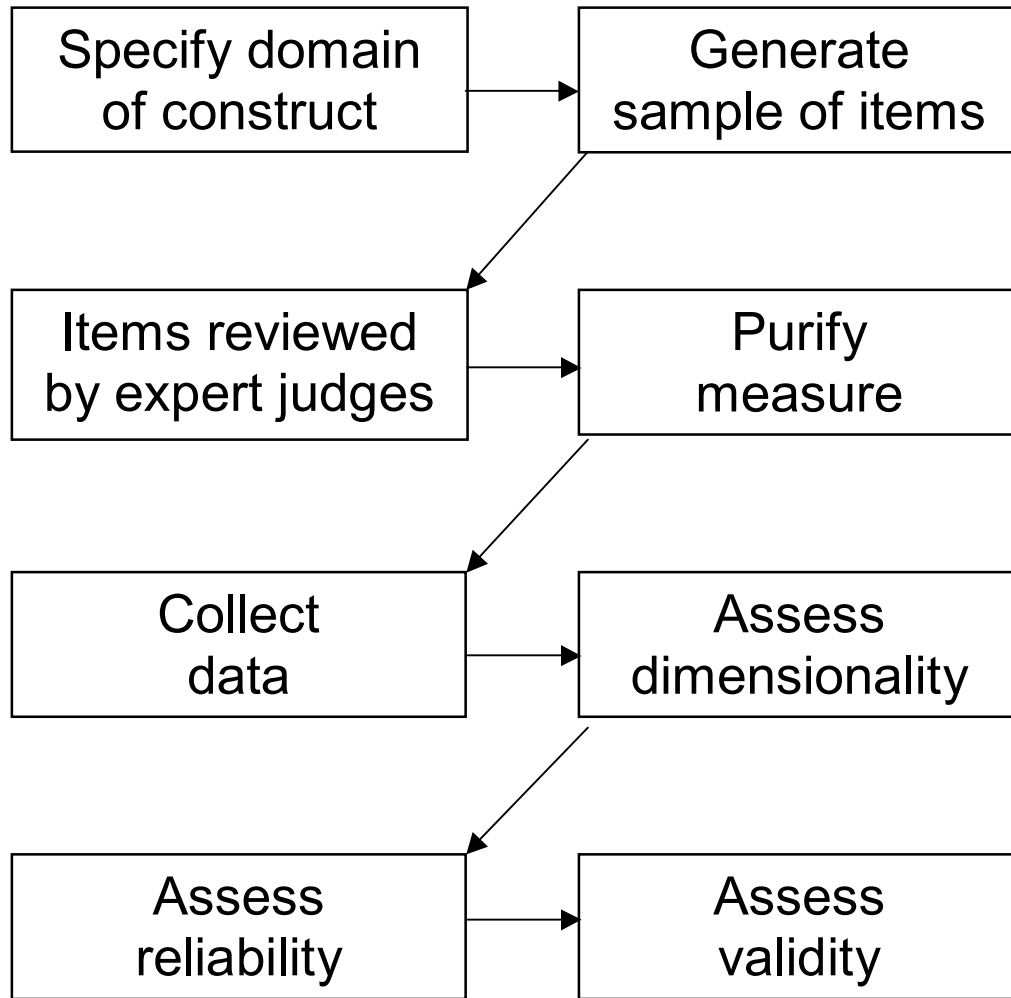 Specify domain
of construct
Generate
sample of items
Items reviewed
by expert judges
Purify
measure
Collect
data
Assess
dimensionality
Assess
reliability
Assess
validity